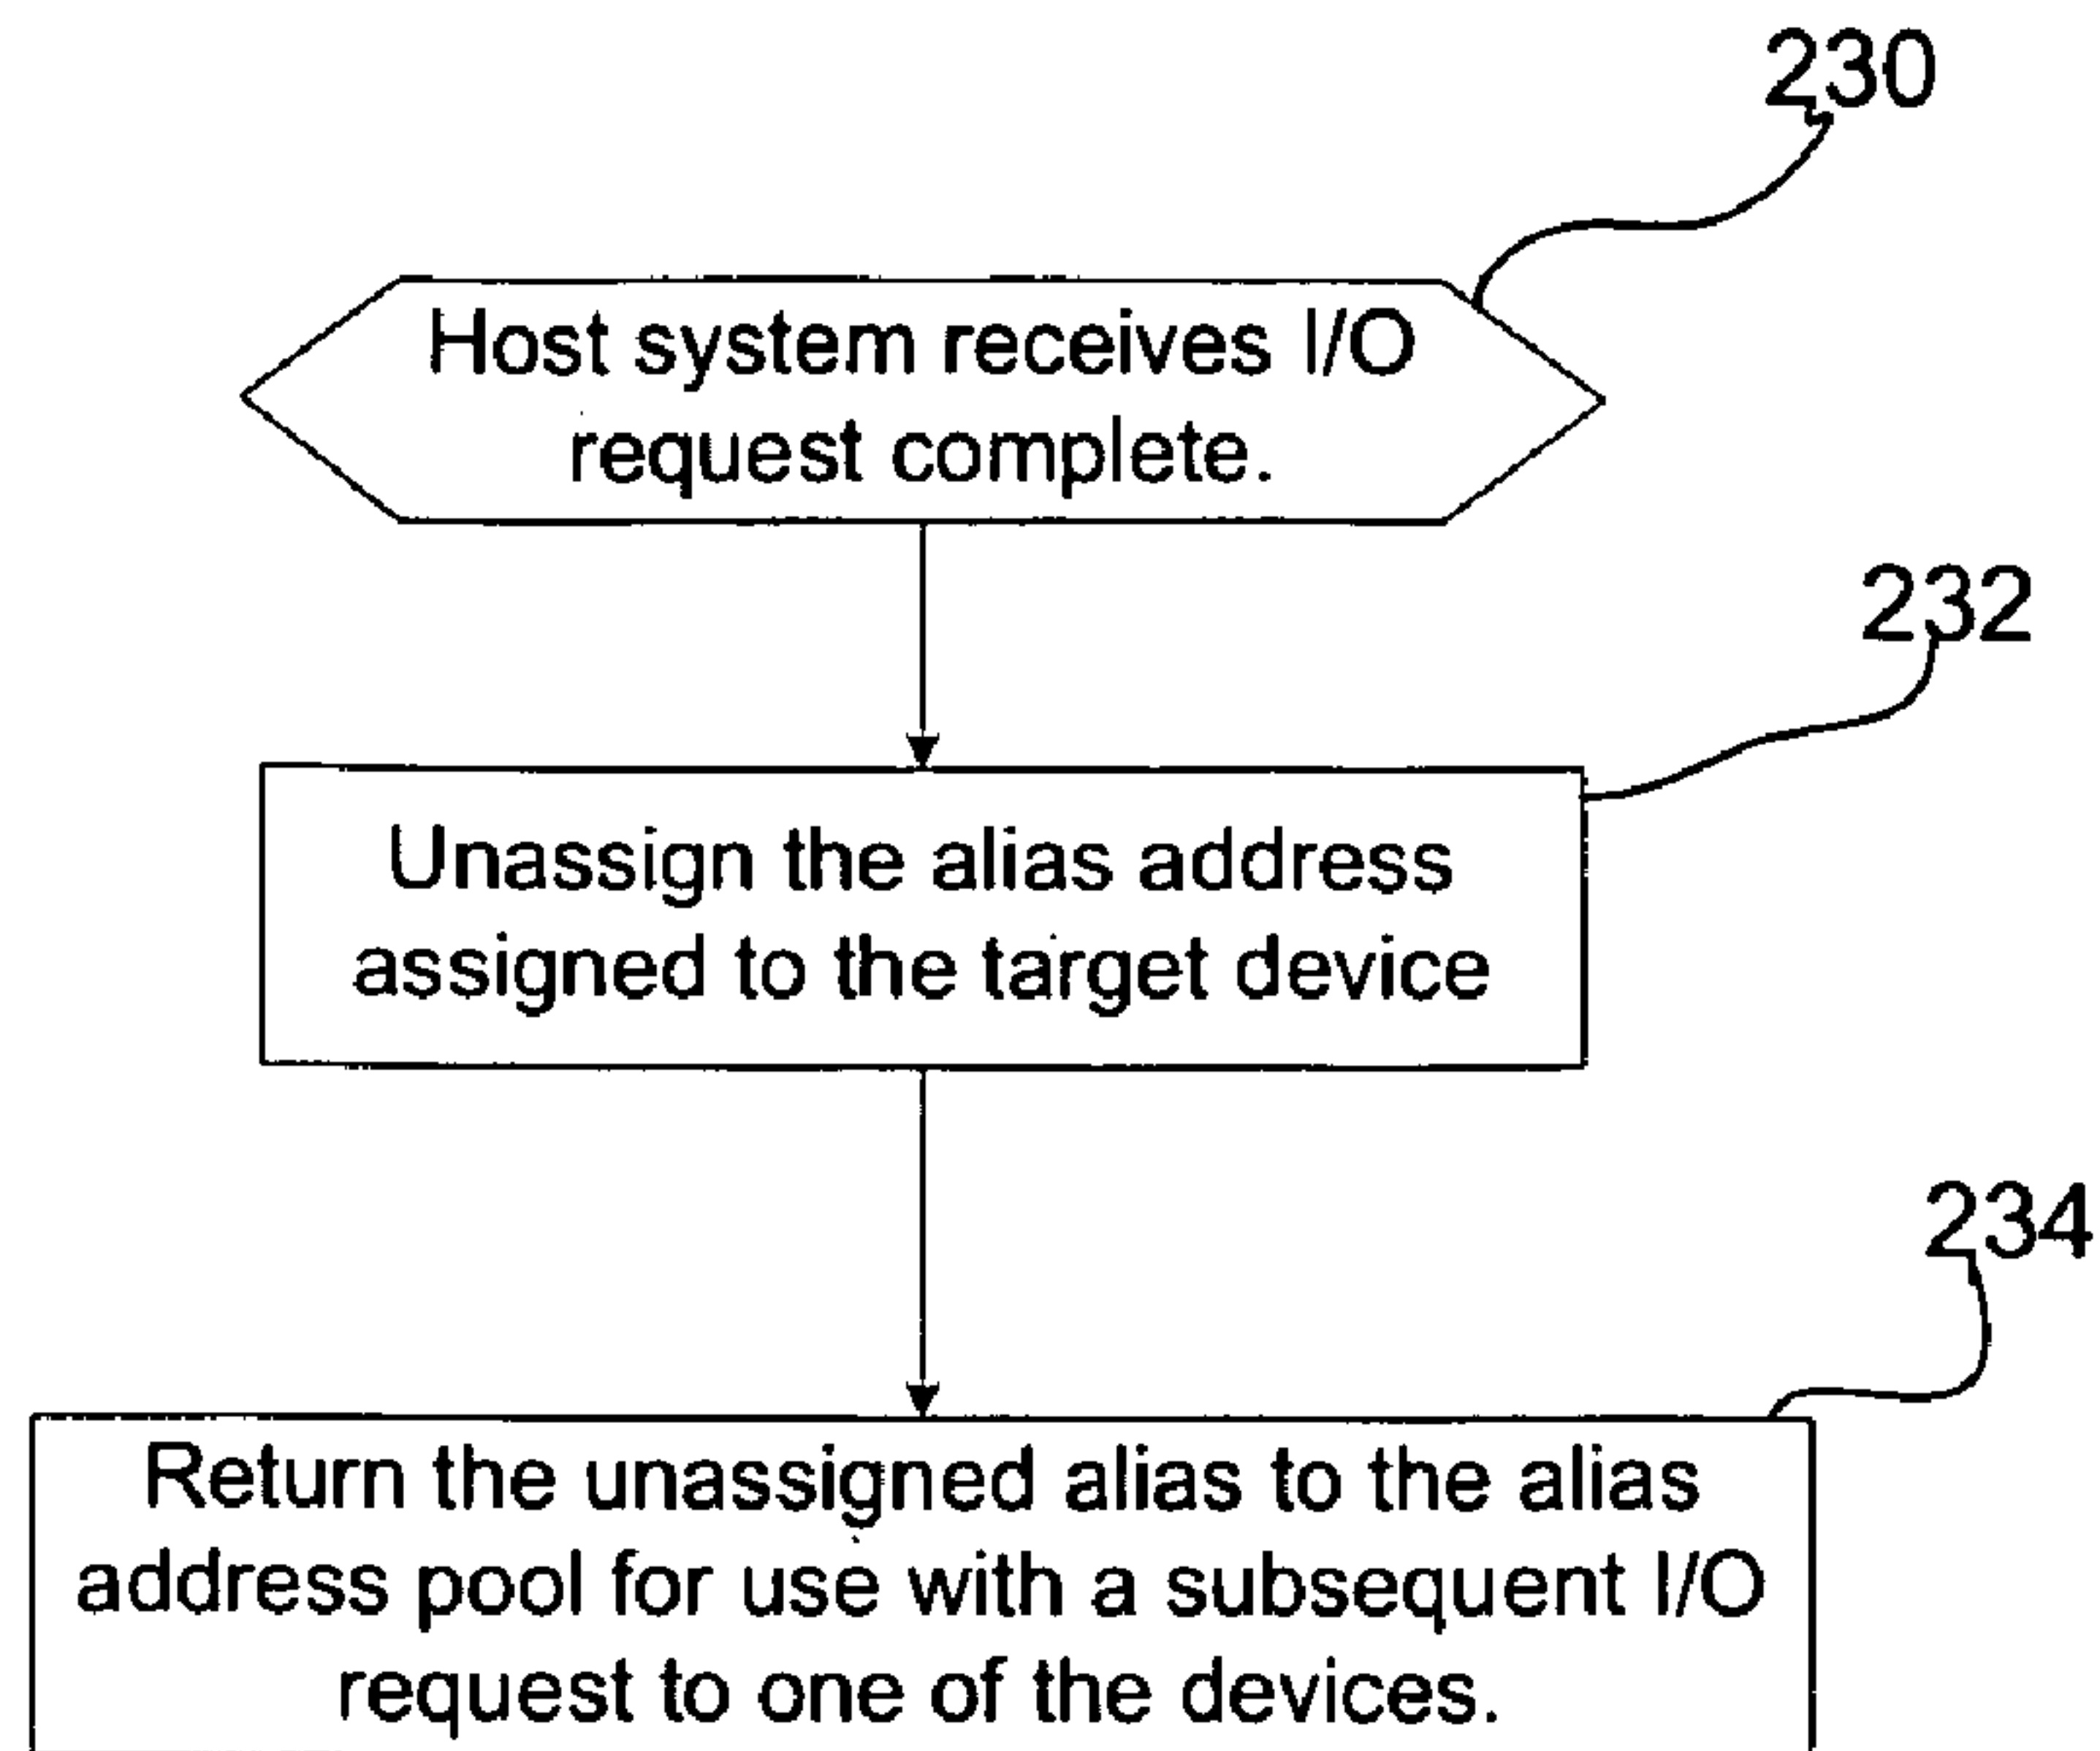 230
Host system receives I/O
request complete.
232
Unassign the alias address
assigned to the target device
234
Return the unassigned alias to the alias
address pool for use with a subsequent I/O
request to one of the devices.